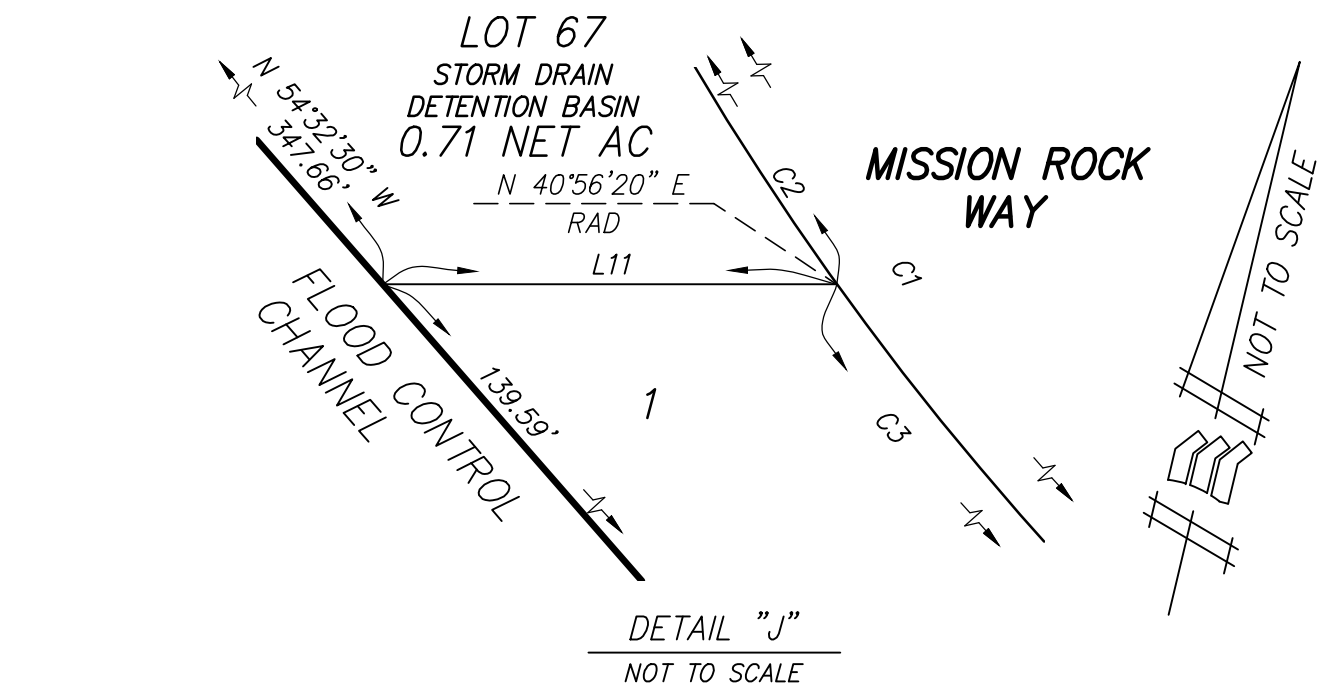 LOT 67
STORM DRAIN
DETENTION BASIN
0.71 NET AC
N 54°32'30" W
347.66'
N 40°56'20" E
RAD
L11
C2
MISSION ROCK
WAY
C1
C3
FLOOD CONTROL
CHANNEL
139.59'
1
NOT TO SCALE
DETAIL "J"
NOT TO SCALE